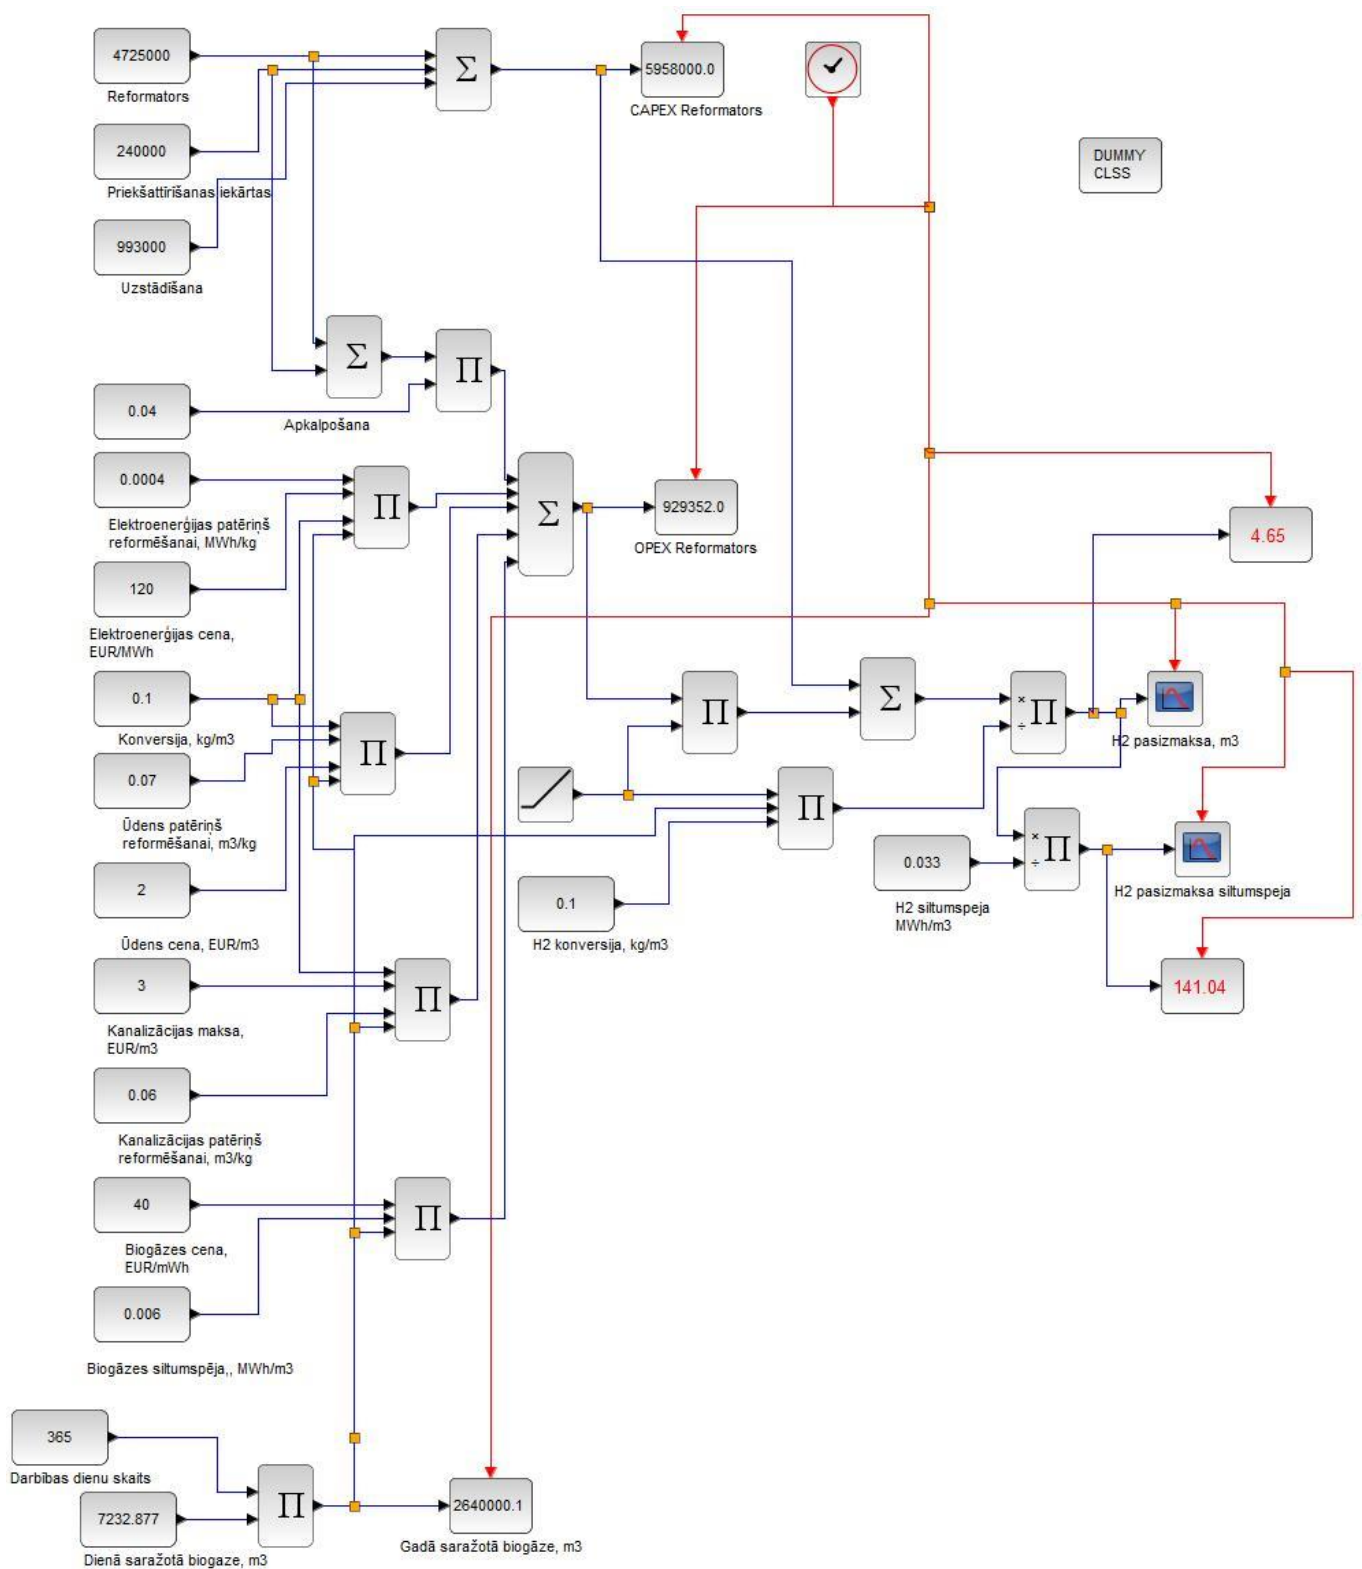 4725000
Reformators
240000
Priekšattīrīšanas iekārtas
993000
Uzstādīšana
Σ
5958000.0
CAPEX Reformators
DUMMY
CLSS
Σ
Π
0.04
Apkalpošana
0.0004
Elektroenerģijas patēriņš
reformēšanai, MWh/kg
Π
120
Elektroenerģijas cena,
EUR/MWh
Σ
929352.0
OPEX Reformators
4.65
0.1
Konversija, kg/m3
0.07
Ūdens patēriņš
reformēšanai, m3/kg
Π
2
Ūdens cena, EUR/m3
Π
Σ
×
÷
Π
H2 pasizmaksa, m3
Π
0.1
H2 konversija, kg/m3
0.033
H2 siltumspeja
MWh/m3
×
÷
Π
H2 pasizmaksa siltumspeja
141.04
3
Kanalizācijas maksa,
EUR/m3
Π
0.06
Kanalizācijas patēriņš
reformēšanai, m3/kg
40
Biogāzes cena,
EUR/mWh
Π
0.006
Biogāzes siltumspēja,, MWh/m3
365
Darbības dienu skaits
7232.877
Dienā saražotā biogaze, m3
Π
2640000.1
Gadā saražotā biogāze, m3